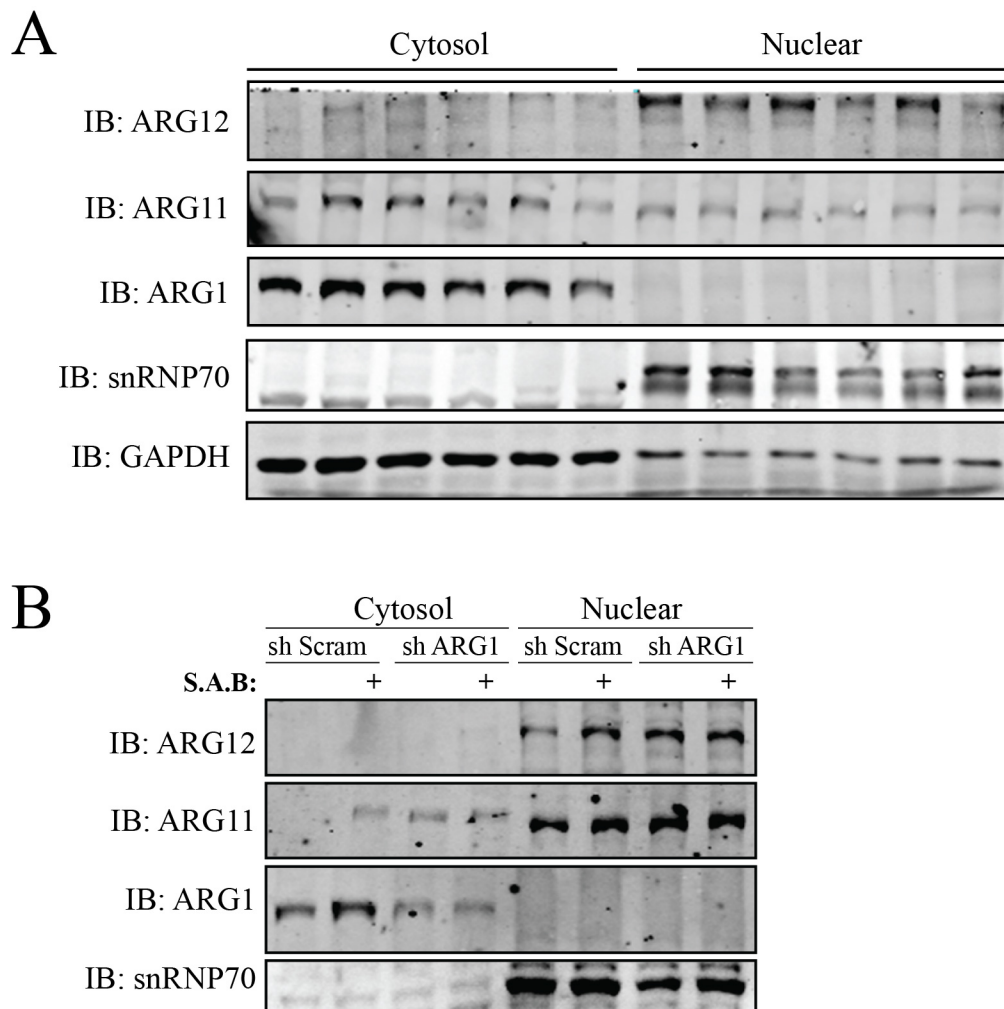 A
Cytosol Nuclear
IB: ARG12
IB: ARG11
IB: ARG1
IB: snRNP70
IB: GAPDH
B
Cytosol Nuclear
sh Scram sh ARG1 sh Scram sh ARG1
S.A.B: + + + +
IB: ARG12
IB: ARG11
IB: ARG1
IB: snRNP70